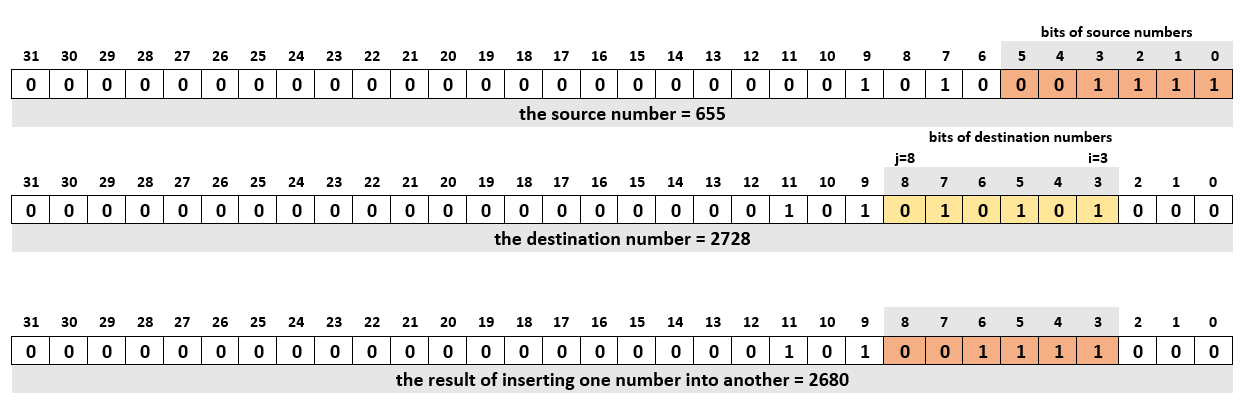 bits of source numbers
31 30 29 28 27 26 25 24 23 22 21 20 19 18 17 16 15 14 13 12 11 10 9 8 7 6 5 4 3 2 1 0
0 0 0 0 0 0 0 0 0 0 0 0 0 0 0 0 0 0 0 0 0 0 1 0 1 0 0 0 1 1 1 1
the source number = 655
bits of destination numbers
j=8 i=3
31 30 29 28 27 26 25 24 23 22 21 20 19 18 17 16 15 14 13 12 11 10 9 8 7 6 5 4 3 2 1 0
0 0 0 0 0 0 0 0 0 0 0 0 0 0 0 0 0 0 0 0 1 0 1 0 1 0 1 0 1 0 0 0
the destination number = 2728
31 30 29 28 27 26 25 24 23 22 21 20 19 18 17 16 15 14 13 12 11 10 9 8 7 6 5 4 3 2 1 0
0 0 0 0 0 0 0 0 0 0 0 0 0 0 0 0 0 0 0 0 1 0 1 0 0 1 1 1 1 0 0 0
the result of inserting one number into another = 2680